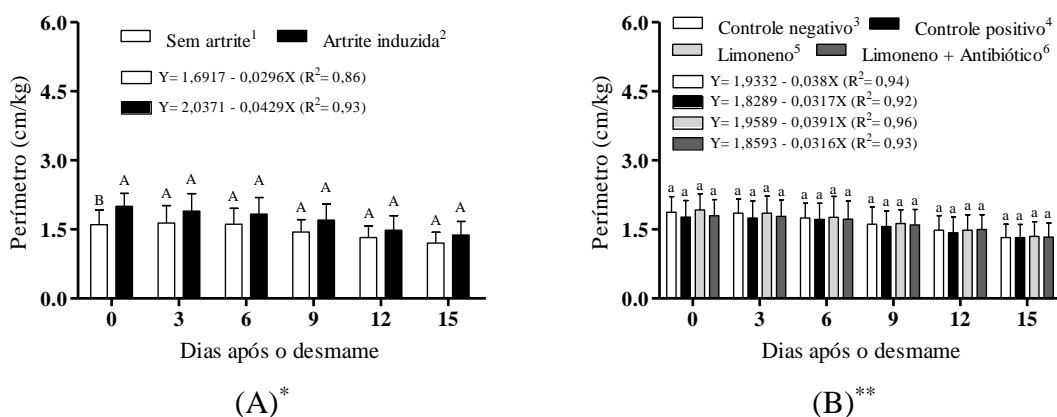 6.0
Sem artrite1 Artrite induzida2
Y= 1,6917 - 0,0296X (R2= 0,86)
Y= 2,0371 - 0,0429X (R2= 0,93)
4.5
3.0
1.5
0.0
Perímetro (cm/kg)
B A A A A A A A A A A A
0 3 6 9 12 15
Dias após o desmame
(A)*
6.0
Controle negativo3 Controle positivo4
Limoneno5 Limoneno + Antibiótico6
Y= 1,9332 - 0,038X (R2= 0,94)
Y= 1,8289 - 0,0317X (R2= 0,92)
Y= 1,9589 - 0,0391X (R2= 0,96)
Y= 1,8593 - 0,0316X (R2= 0,93)
4.5
3.0
1.5
0.0
Perímetro (cm/kg)
a a a a a a a a a a a a a a a a a a a a a a a a
0 3 6 9 12 15
Dias após o desmame
(B)**